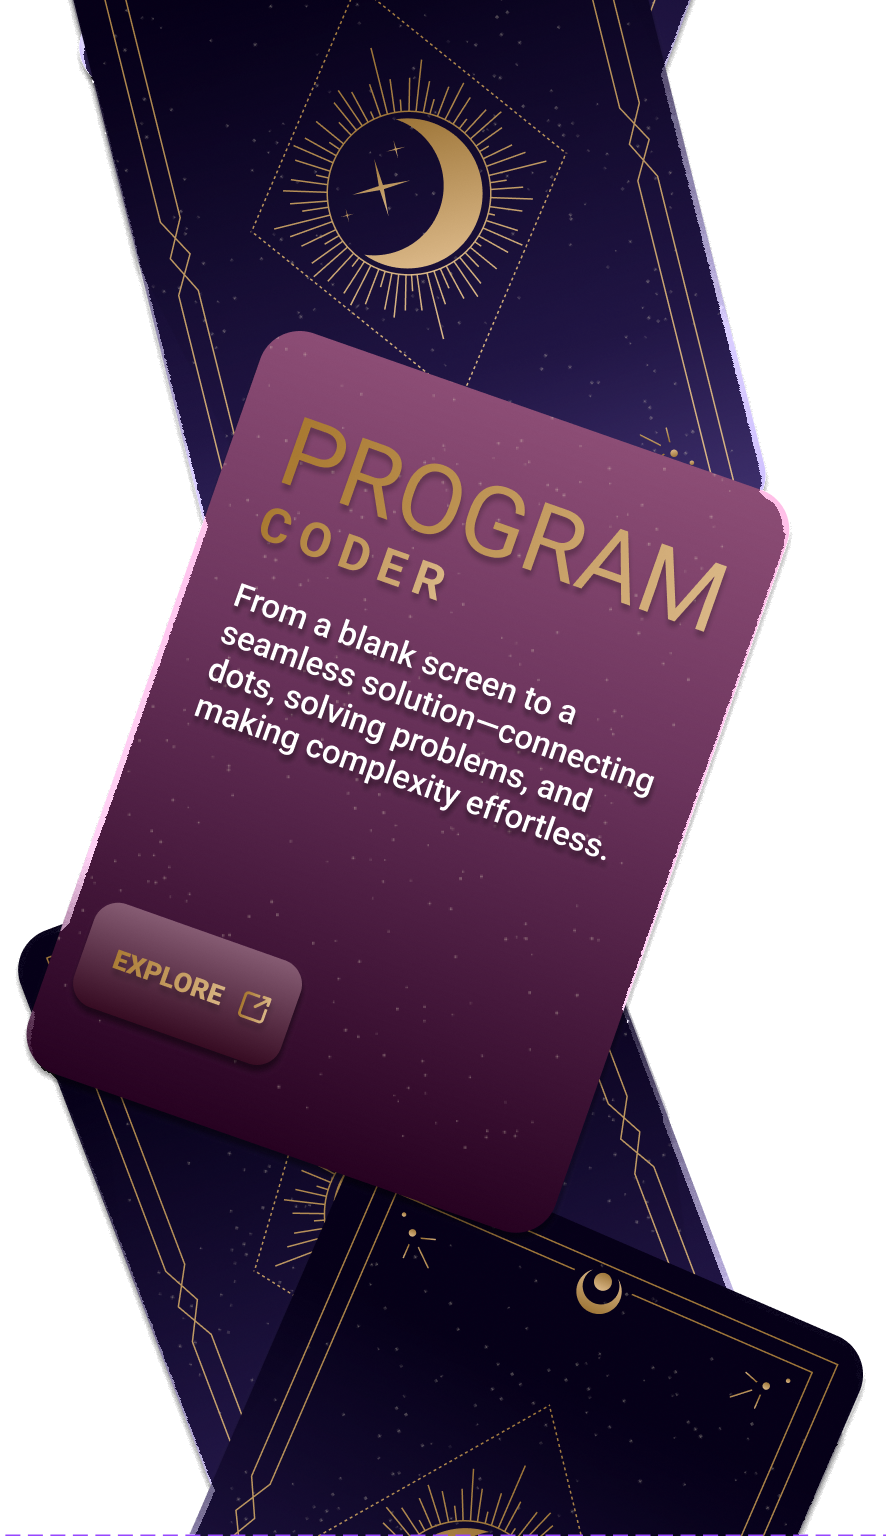 PROGRAM
CODER
From a blank screen to a
seamless solution—connecting
dots, solving problems, and
making complexity effortless.
EXPLORE